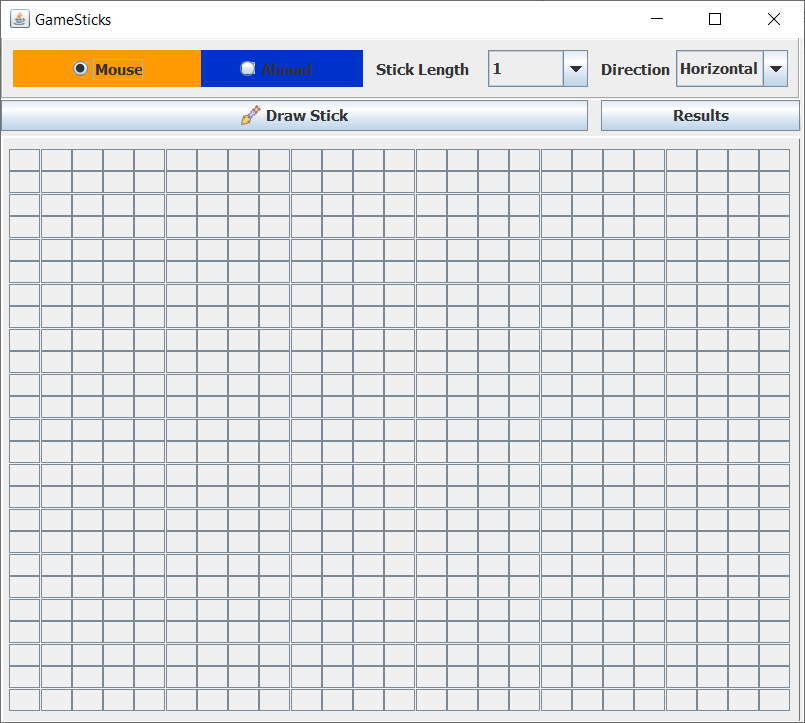 GameSticks
Mouse Ahmad Stick Length 1 Direction Horizontal
Draw Stick Results